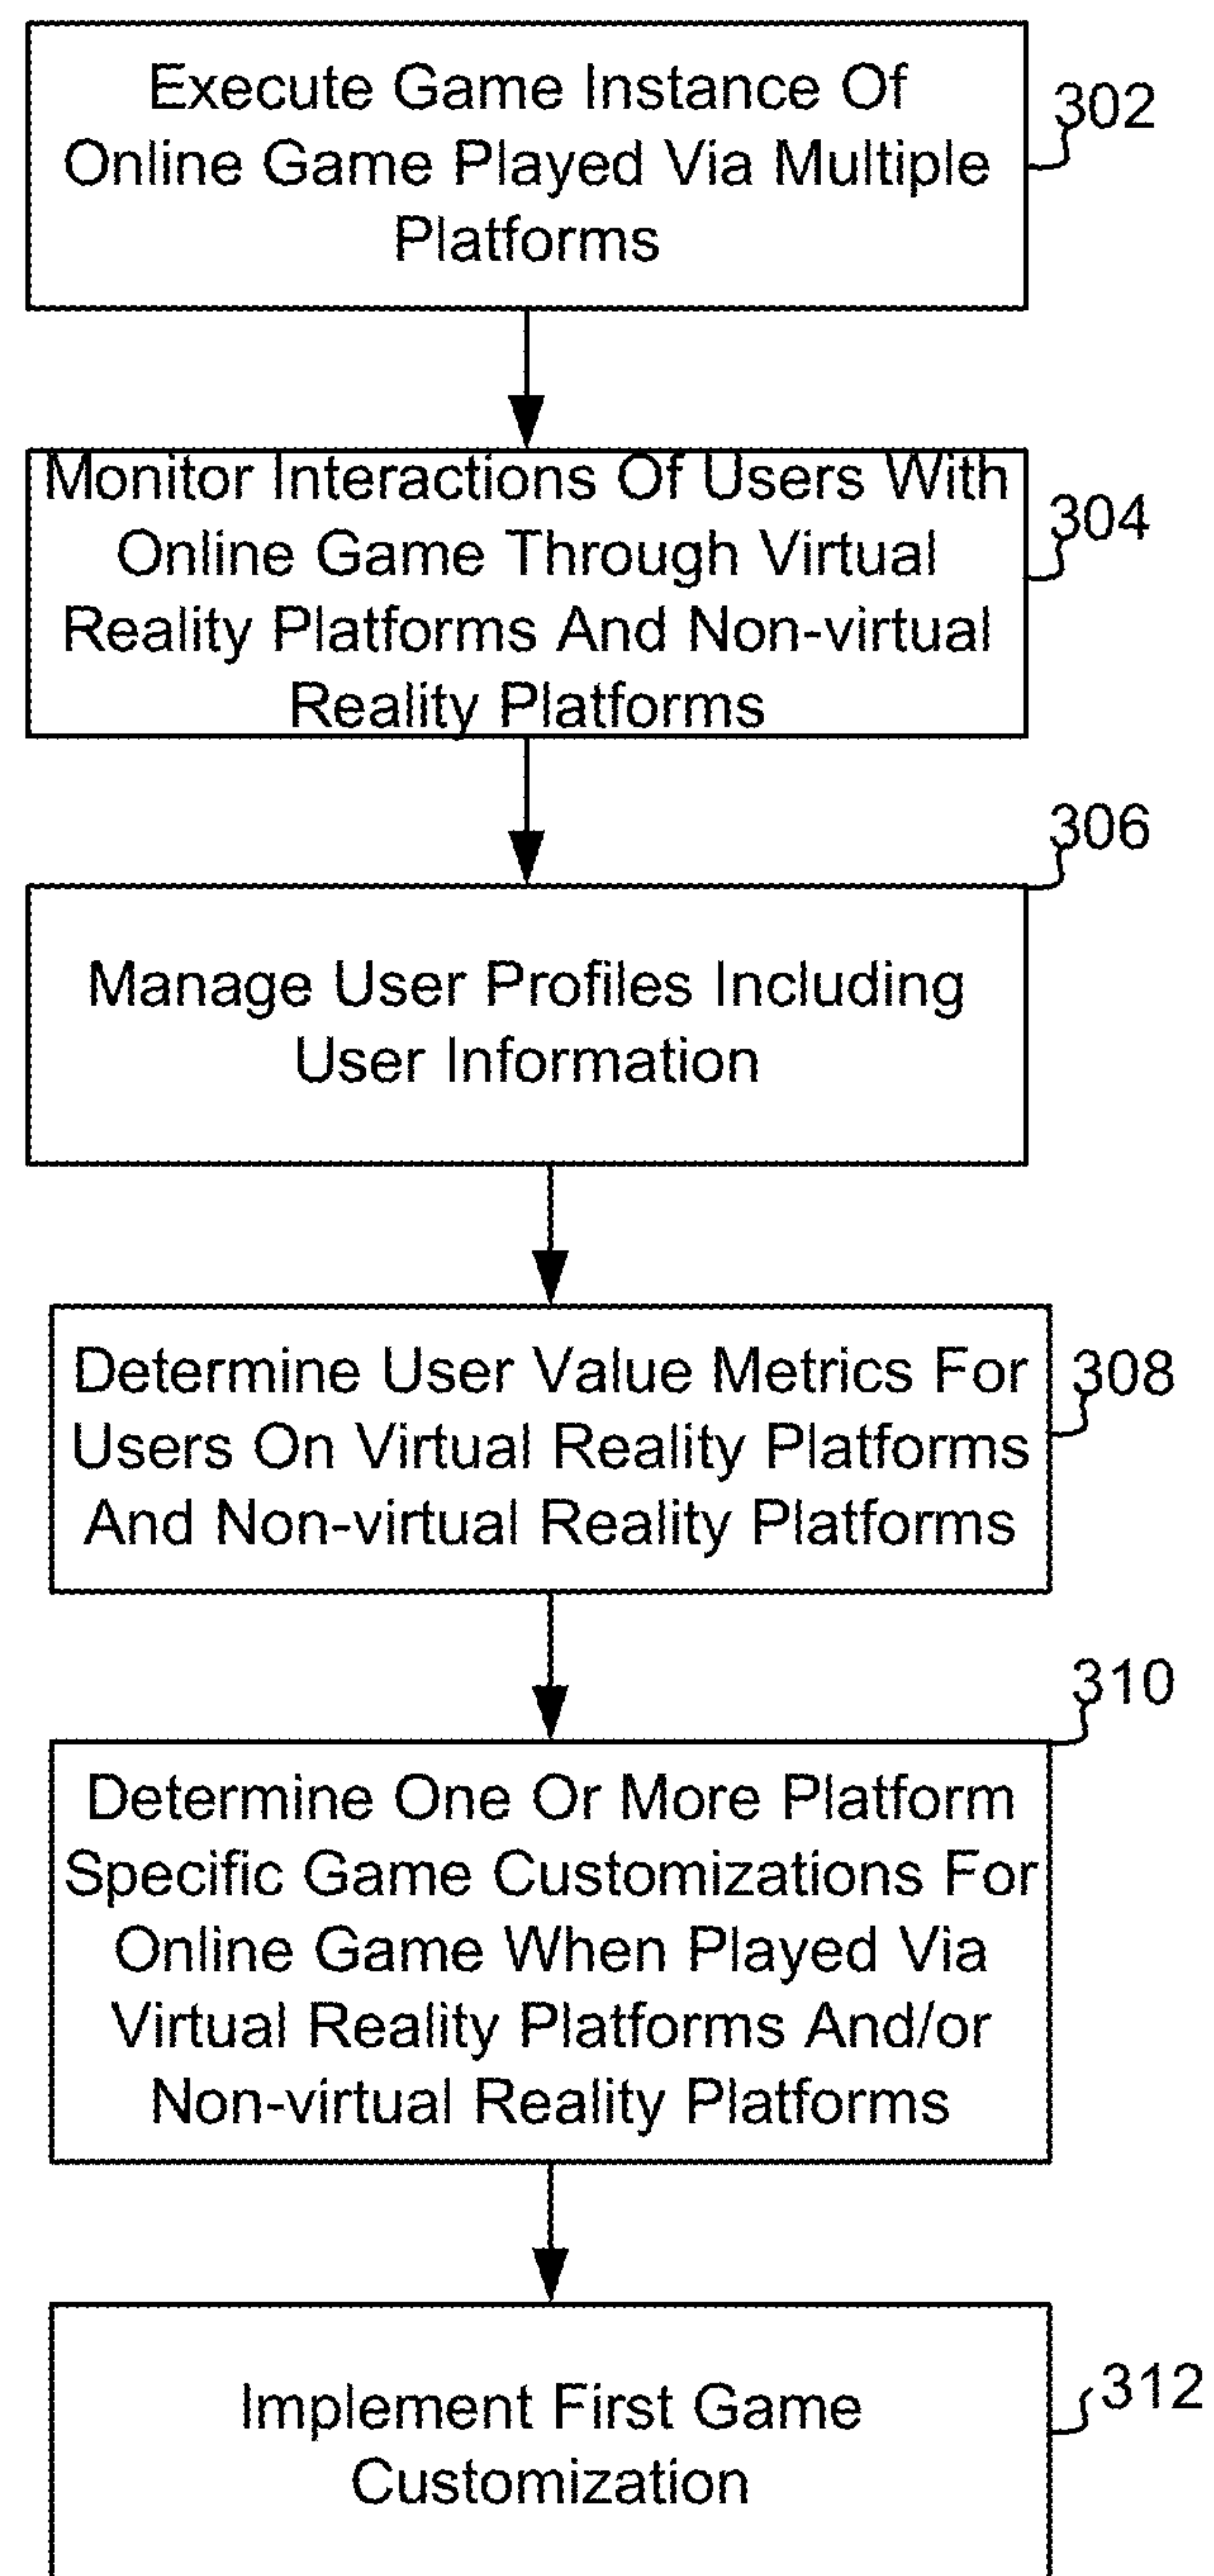 Execute Game Instance Of
Online Game Played Via Multiple
Platforms
302
Monitor Interactions Of Users With
Online Game Through Virtual
Reality Platforms And Non-virtual
Reality Platforms
304
306
Manage User Profiles Including
User Information
Determine User Value Metrics For
Users On Virtual Reality Platforms
And Non-virtual Reality Platforms
308
310
Determine One Or More Platform
Specific Game Customizations For
Online Game When Played Via
Virtual Reality Platforms And/or
Non-virtual Reality Platforms
Implement First Game
Customization
312